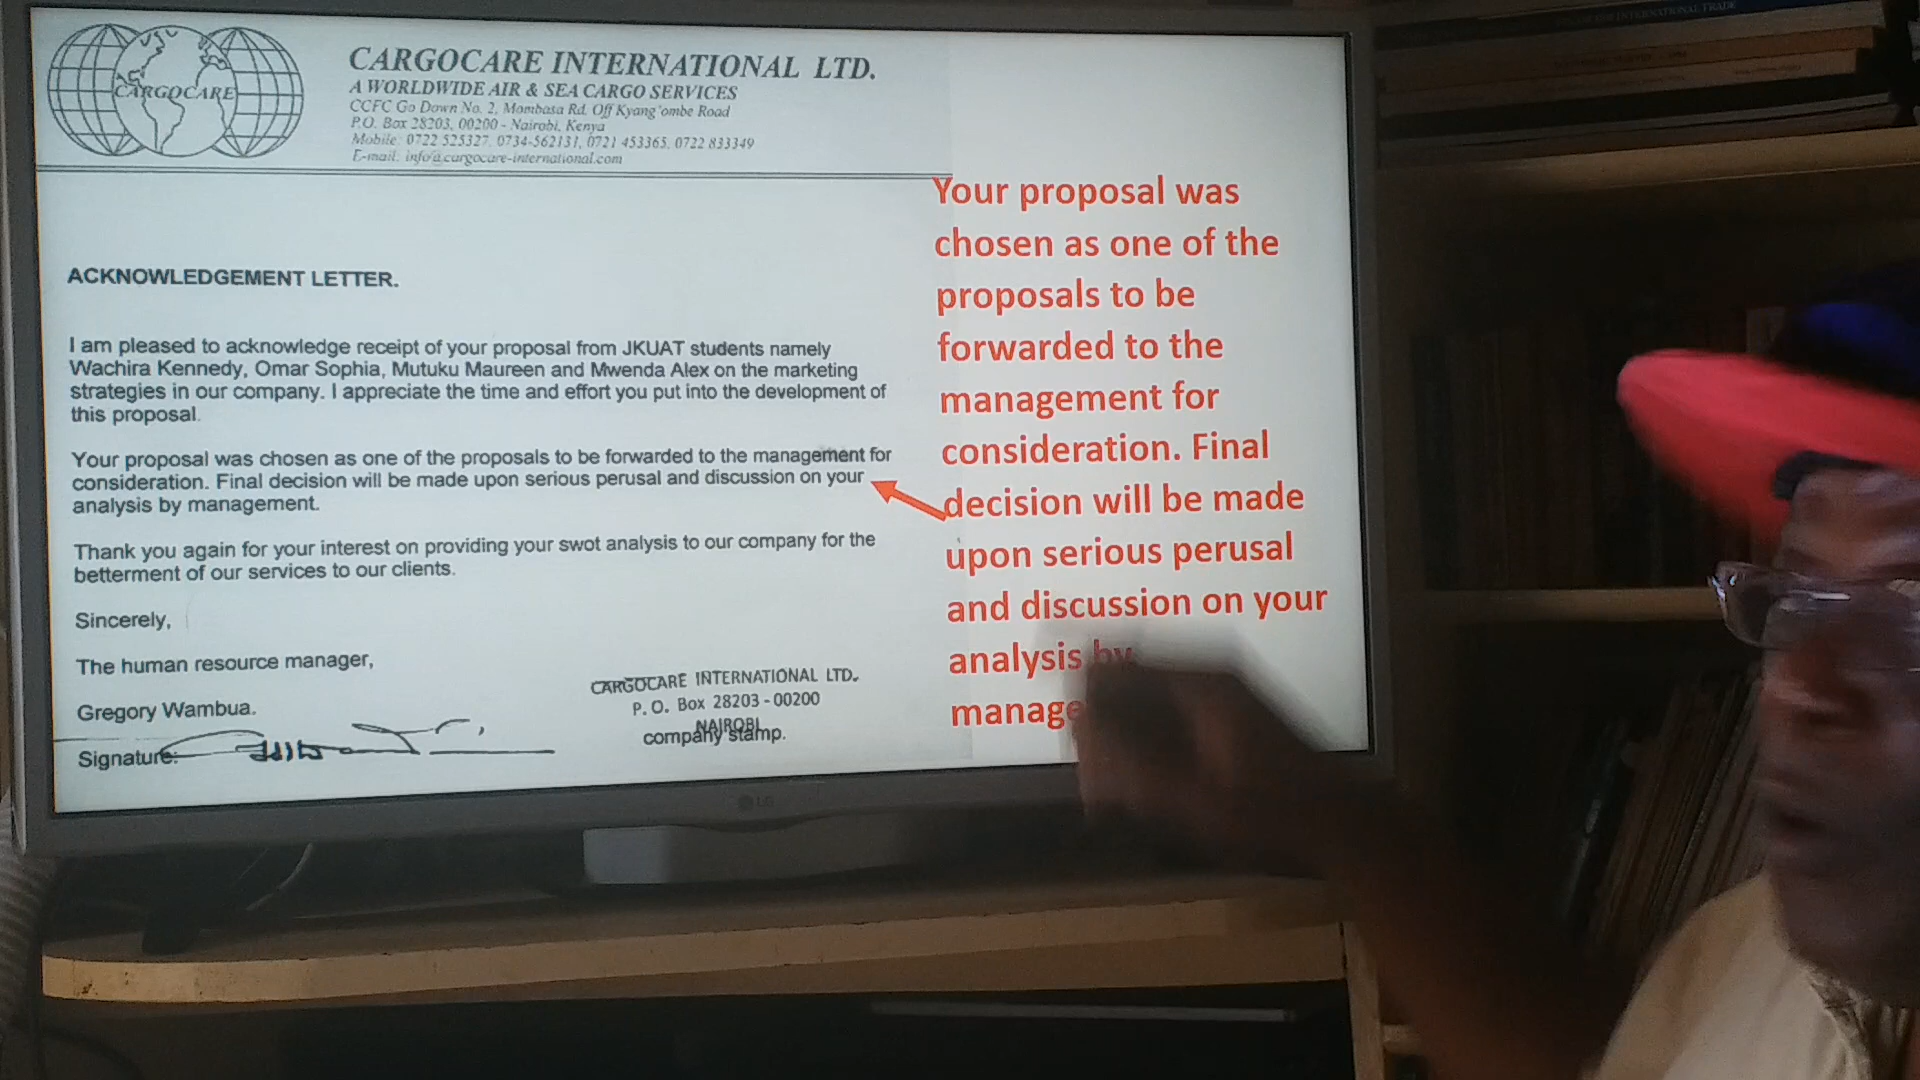 CARGOCARE
CARGOCARE INTERNATIONAL LTD.
A WORLDWIDE AIR & SEA CARGO SERVICES
CCFC Go Down No. 2, Mombasa Rd. Off Kyang'ombe Road
P.O. Box 28203, 00200 - Nairobi, Kenya
Mobile: 0722 525327, 0734-562131, 0721 453365, 0722 833349
E-mail: info@cargocare-international.com
ACKNOWLEDGEMENT LETTER.
I am pleased to acknowledge receipt of your proposal from JKUAT students namely
Wachira Kennedy, Omar Sophia, Mutuku Maureen and Mwenda Alex on the marketing
strategies in our company. I appreciate the time and effort you put into the development of
this proposal.
Your proposal was chosen as one of the proposals to be forwarded to the management for
consideration. Final decision will be made upon serious perusal and discussion on your
analysis by management.
Thank you again for your interest on providing your swot analysis to our company for the
betterment of our services to our clients.
Sincerely,
The human resource manager,
Gregory Wambua.
Signature:
CARGOCARE INTERNATIONAL LTD.
P. O. Box 28203 - 00200
NAIROBI
company stamp.
Your proposal was
chosen as one of the
proposals to be
forwarded to the
management for
consideration. Final
decision will be made
upon serious perusal
and discussion on your
analysis by
manage
LG
INTERNATIONAL TRADE